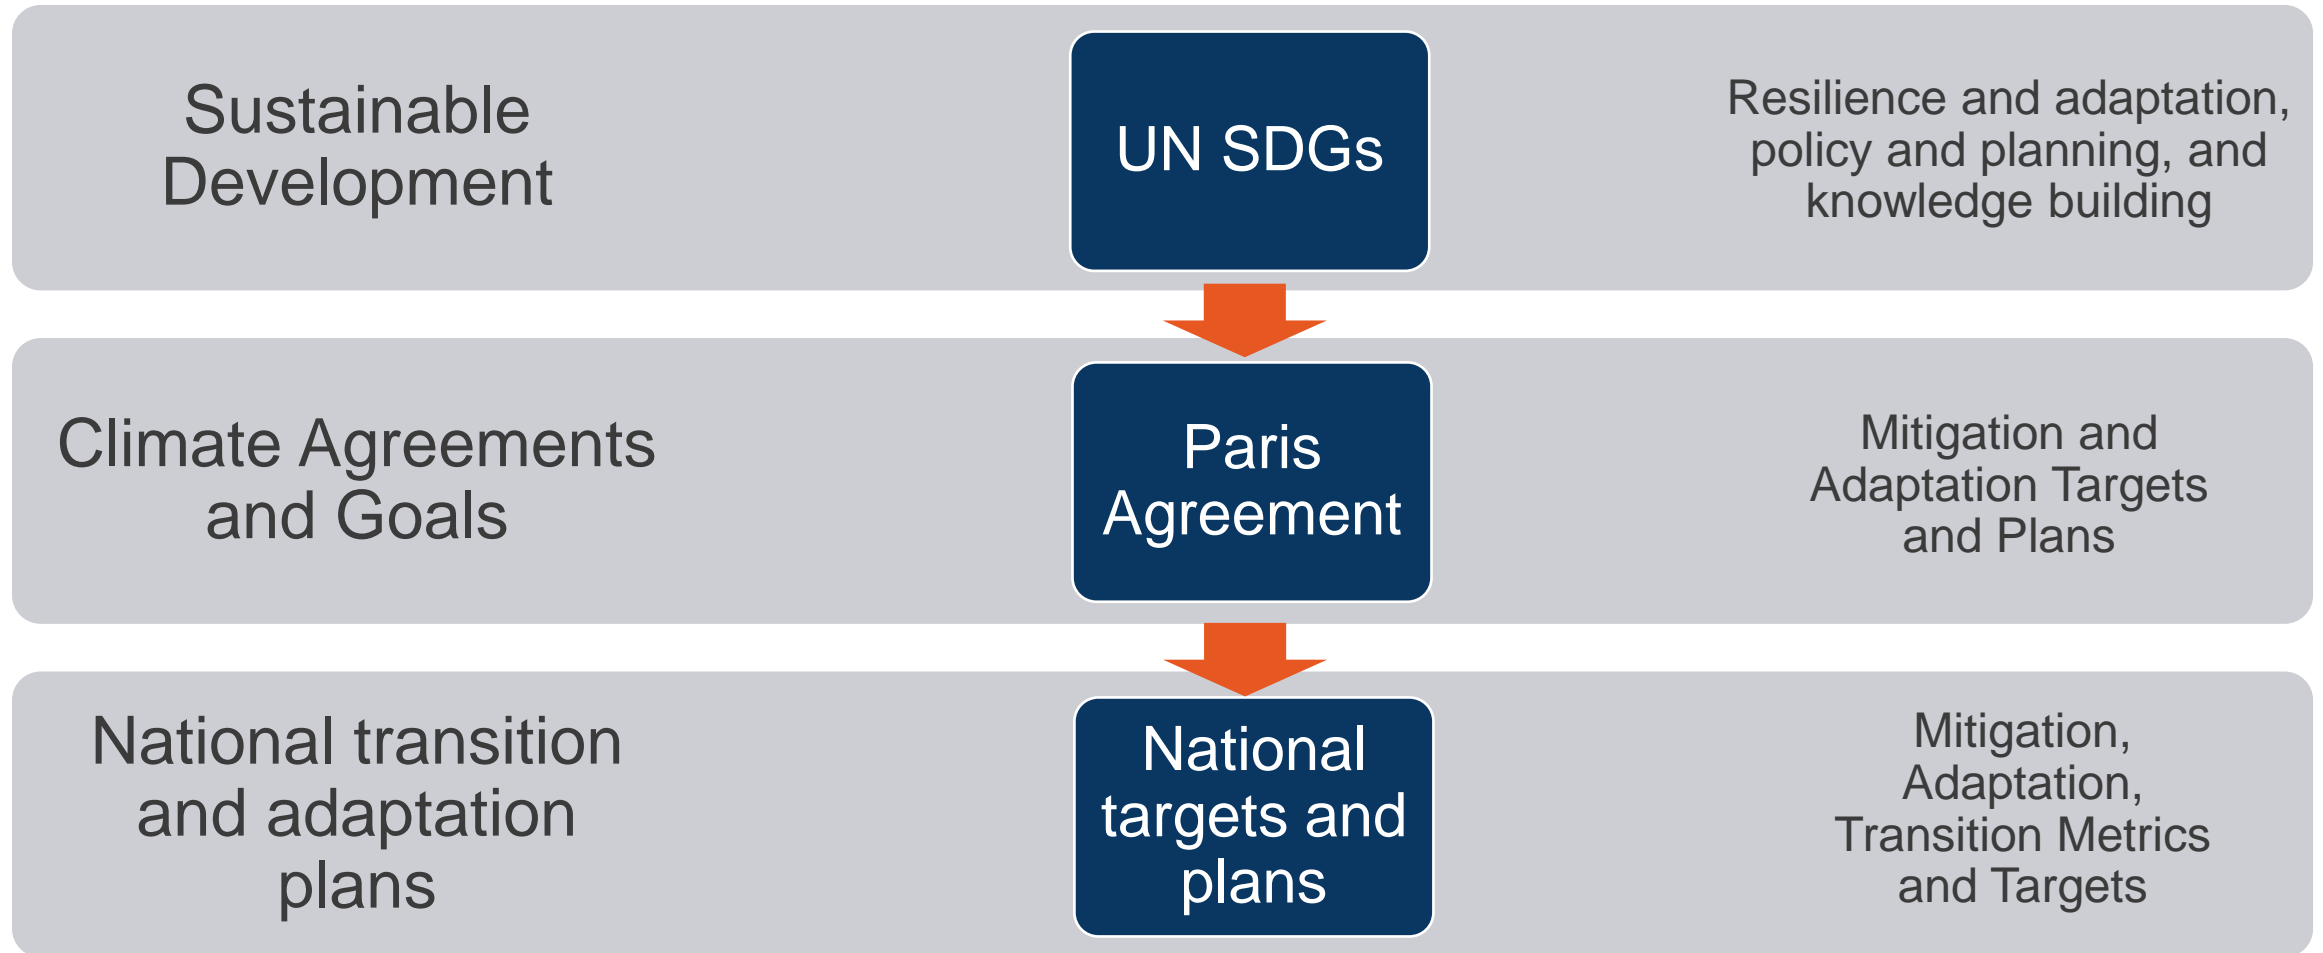 Sustainable
Development
UN SDGs
Resilience and adaptation,
policy and planning, and
knowledge building
Climate Agreements
and Goals
Paris
Agreement
Mitigation and
Adaptation Targets
and Plans
National transition
and adaptation
plans
National
targets and
plans
Mitigation,
Adaptation,
Transition Metrics
and Targets